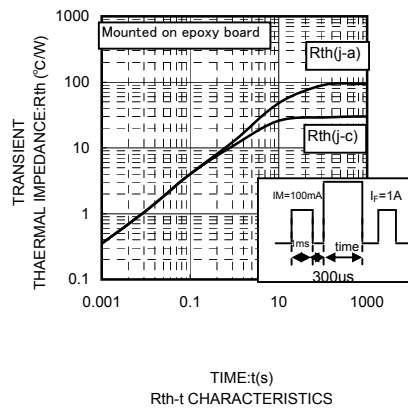 1000
Mounted on epoxy board
Rth(j-a)
100
Rth(j-c)
10
TRANSIENT
THAERMAL IMPEDANCE:Rth (℃/W)
IM=100mA
IF=1A
1
1ms
time
300us
0.1
0.001 0.1 10 1000
TIME:t(s)
Rth-t CHARACTERISTICS